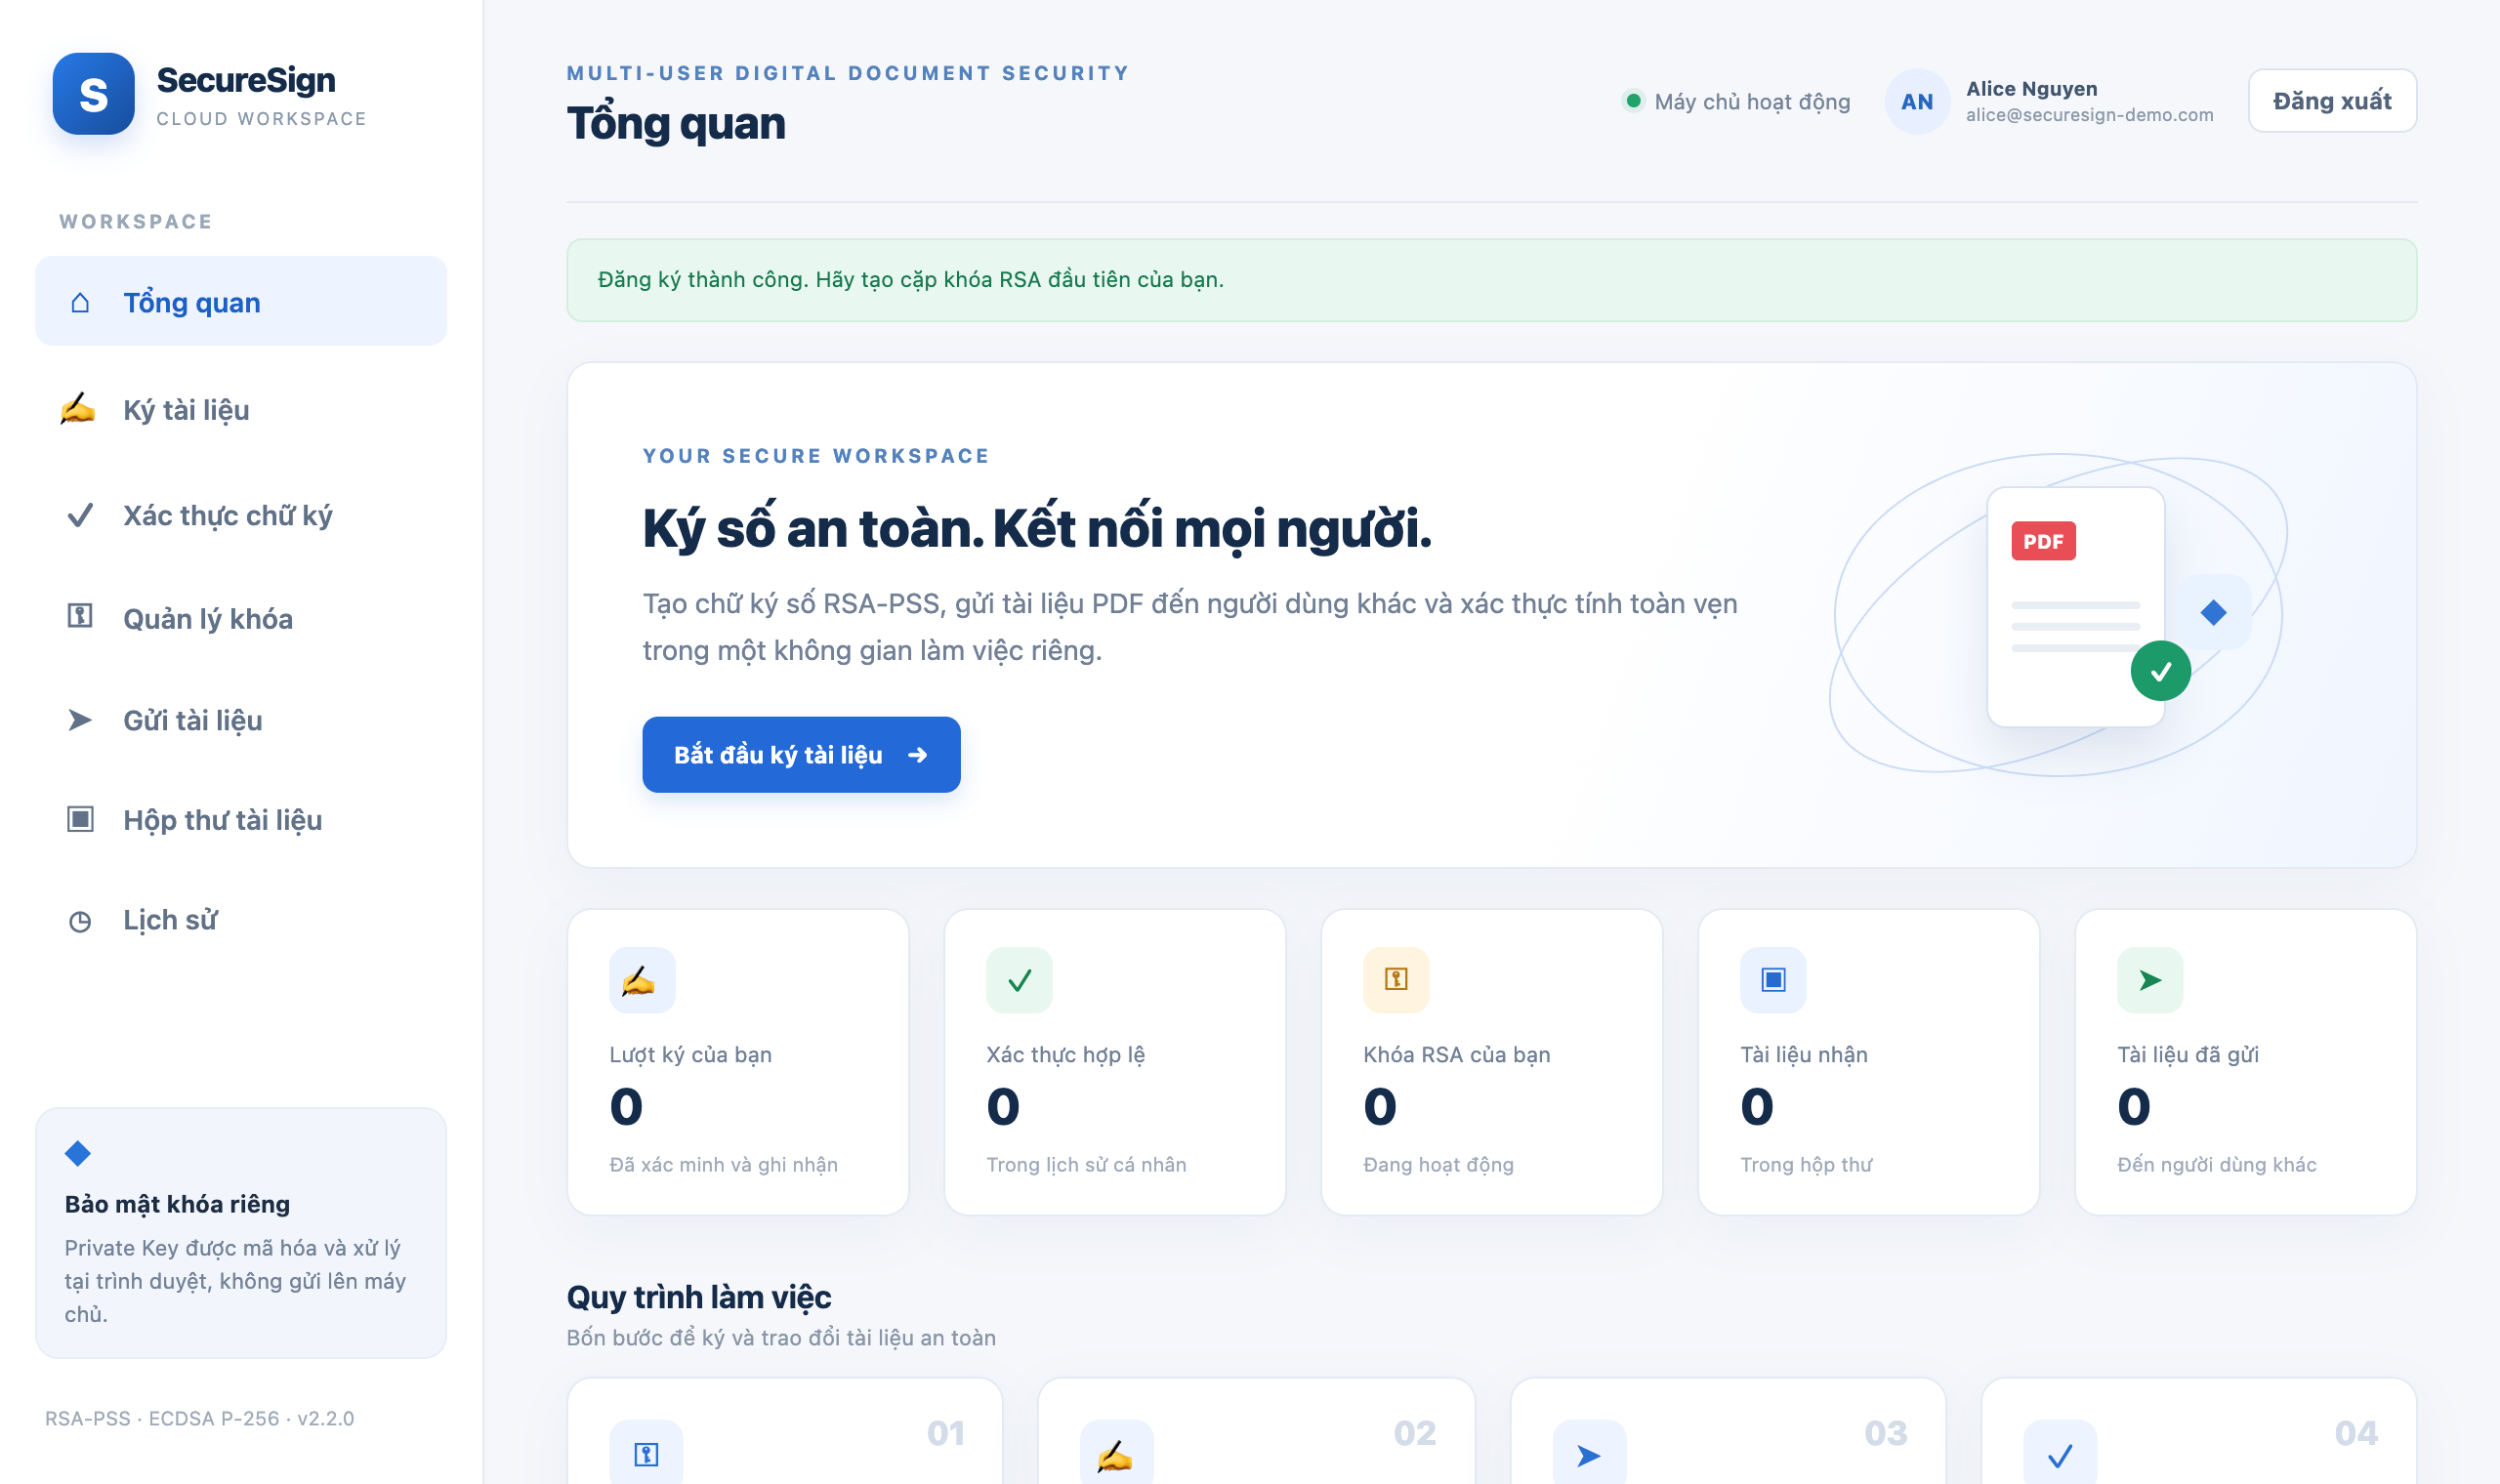 S
SecureSign
CLOUD WORKSPACE
WORKSPACE
Tổng quan
Ký tài liệu
Xác thực chữ ký
Quản lý khóa
Gửi tài liệu
Hộp thư tài liệu
Lịch sử
Bảo mật khóa riêng
Private Key được mã hóa và xử lý
tại trình duyệt, không gửi lên máy
chủ.
RSA-PSS · ECDSA P-256 · v2.2.0
MULTI-USER DIGITAL DOCUMENT SECURITY
Tổng quan
Máy chủ hoạt động
AN
Alice Nguyen
alice@securesign-demo.com
Đăng xuất
Đăng ký thành công. Hãy tạo cặp khóa RSA đầu tiên của bạn.
YOUR SECURE WORKSPACE
Ký số an toàn. Kết nối mọi người.
Tạo chữ ký số RSA-PSS, gửi tài liệu PDF đến người dùng khác và xác thực tính toàn vẹn
trong một không gian làm việc riêng.
Bắt đầu ký tài liệu →
PDF
Lượt ký của bạn
0
Đã xác minh và ghi nhận
Xác thực hợp lệ
0
Trong lịch sử cá nhân
Khóa RSA của bạn
0
Đang hoạt động
Tài liệu nhận
0
Trong hộp thư
Tài liệu đã gửi
0
Đến người dùng khác
Quy trình làm việc
Bốn bước để ký và trao đổi tài liệu an toàn
01
02
03
04